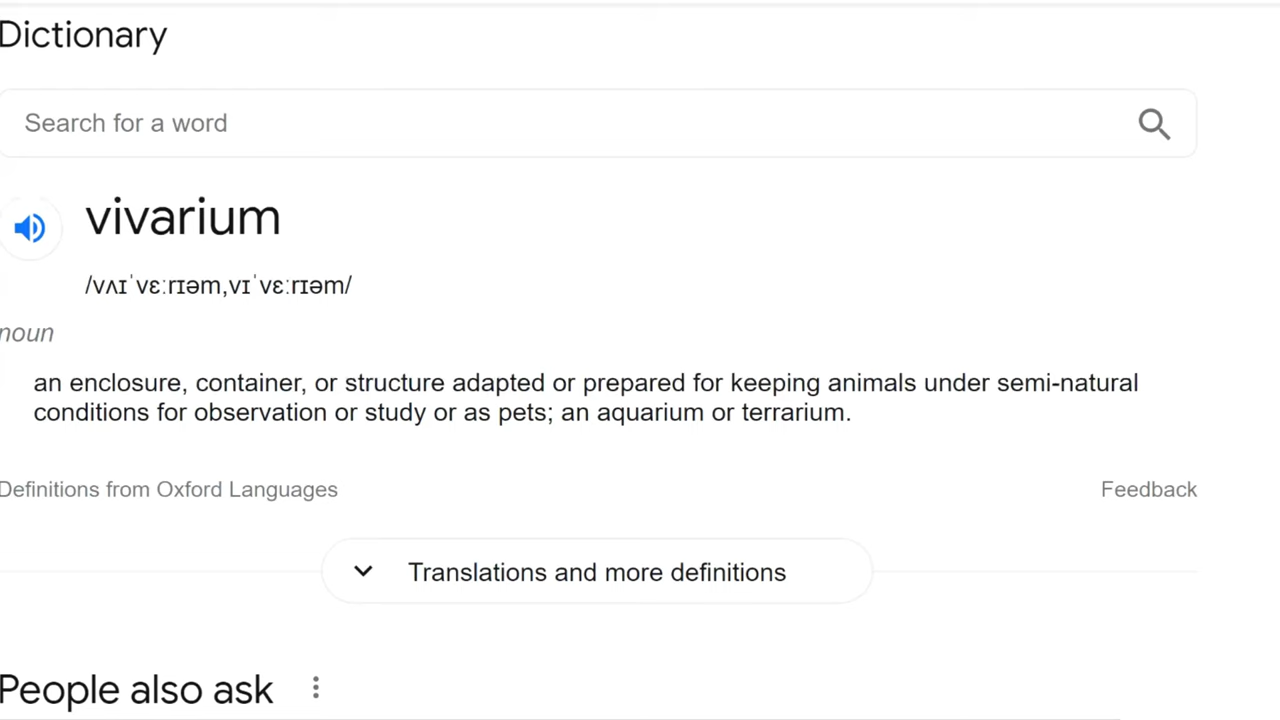 Dictionary
Search for a word
vivarium
/vʌɪˈvɛːrɪəm,vɪˈvɛːrɪəm/
noun
an enclosure, container, or structure adapted or prepared for keeping animals under semi-natural
conditions for observation or study or as pets; an aquarium or terrarium.
Definitions from Oxford Languages
Feedback
Translations and more definitions
People also ask